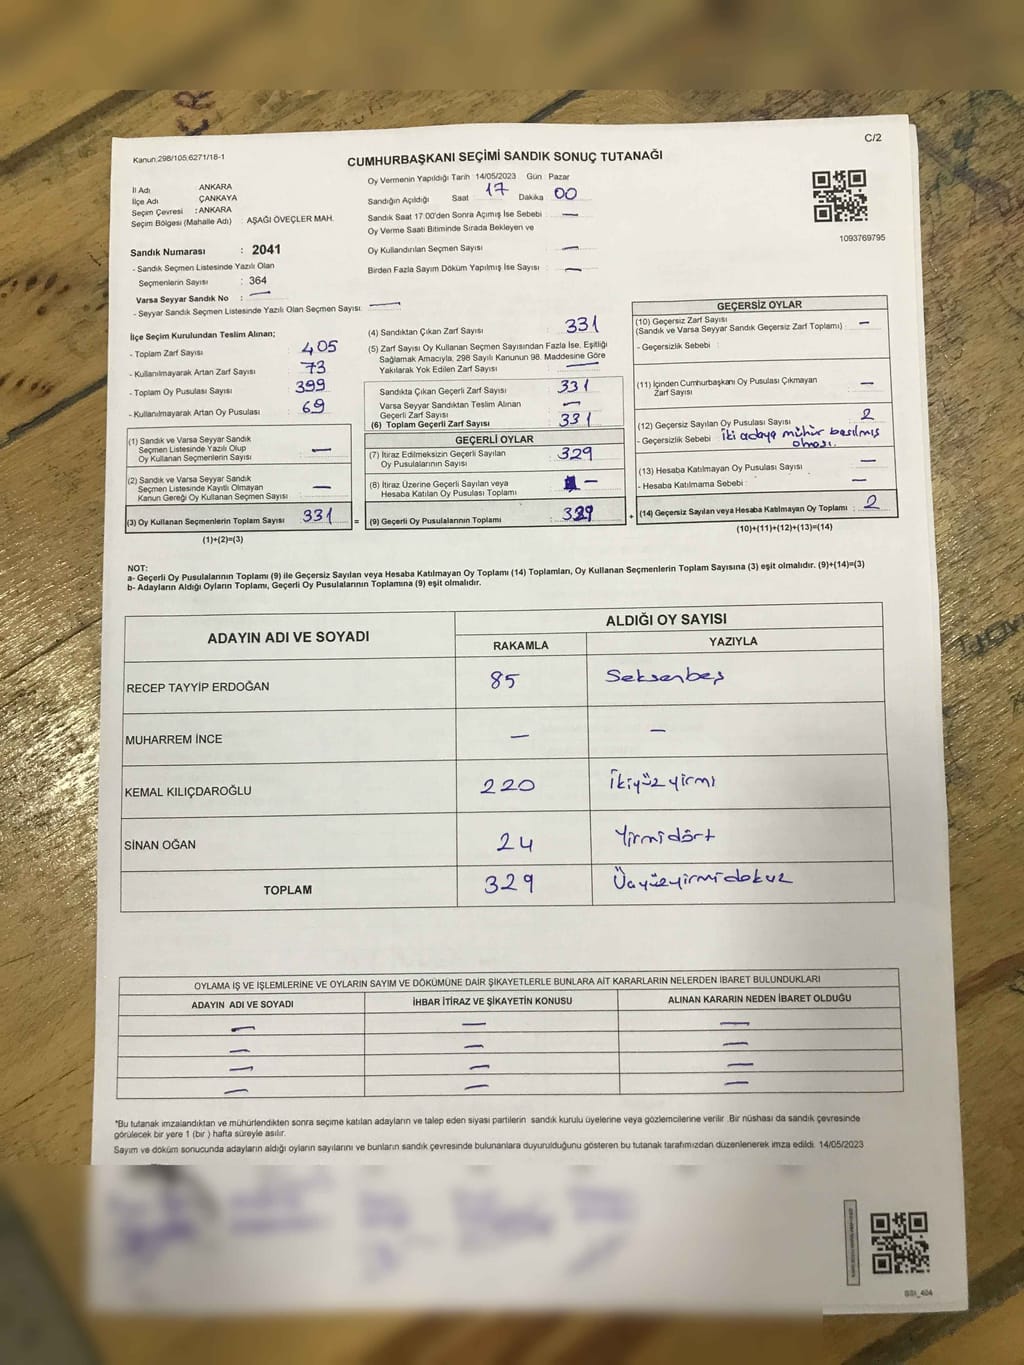 C/2
Kanun,298/105;6271/18-1
CUMHURBAŞKANI SEÇİMİ SANDIK SONUÇ TUTANAĞI
İl Adı ANKARA
İlçe Adı ÇANKAYA
Seçim Çevresi : ANKARA
Seçim Bölgesi (Mahalle Adı) AŞAĞI ÖVEÇLER MAH.
Sandık Numarası : 2041
- Sandık Seçmen Listesinde Yazılı Olan
Seçmenlerin Sayısı : 364
Varsa Seyyar Sandık No : —
- Seyyar Sandık Seçmen Listesinde Yazılı Olan Seçmen Sayısı: —
Oy Vermenin Yapıldığı Tarih : 14/05/2023 Gün : Pazar
Sandığın Açıldığı Saat 17 Dakika 00
Sandık Saat 17.00'den Sonra Açımış İse Sebebi : —
Oy Verme Saati Bitiminde Sırada Bekleyen ve
Oy Kullandırılan Seçmen Sayısı : —
Birden Fazla Sayım Döküm Yapılmış İse Sayısı : —
1093769795
İlçe Seçim Kurulundan Teslim Alınan;
- Toplam Zarf Sayısı : 405
- Kullanılmayarak Artan Zarf Sayısı : 73
- Toplam Oy Pusulası Sayısı : 399
- Kullanılmayarak Artan Oy Pusulası : 69
(1) Sandık ve Varsa Seyyar Sandık
Seçmen Listesinde Yazılı Olup
Oy Kullanan Seçmenlerin Sayısı : —
(2) Sandık ve Varsa Seyyar Sandık
Seçmen Listesinde Kayıtlı Olmayan
Kanun Gereği Oy Kullanan Seçmen Sayısı : —
(3) Oy Kullanan Seçmenlerin Toplam Sayısı : 331 =
(1)+(2)=(3)
(4) Sandıktan Çıkan Zarf Sayısı : 331
(5) Zarf Sayısı Oy Kullanan Seçmen Sayısından Fazla İse, Eşitliği
Sağlamak Amacıyla, 298 Sayılı Kanunun 98. Maddesine Göre
Yakılarak Yok Edilen Zarf Sayısı : —
Sandıkta Çıkan Geçerli Zarf Sayısı : 331
Varsa Seyyar Sandıktan Teslim Alınan
Geçerli Zarf Sayısı : —
(6) Toplam Geçerli Zarf Sayısı : 331
GEÇERLİ OYLAR
(7) İtiraz Edilmeksizin Geçerli Sayılan
Oy Pusulalarının Sayısı : 329
(8) İtiraz Üzerine Geçerli Sayılan veya
Hesaba Katılan Oy Pusulası Toplamı : —
(9) Geçerli Oy Pusulalarının Toplamı : 329 +
GEÇERSİZ OYLAR
(10) Geçersiz Zarf Sayısı
(Sandık ve Varsa Seyyar Sandık Geçersiz Zarf Toplamı) : —
- Geçersizlik Sebebi :
(11) İçinden Cumhurbaşkanı Oy Pusulası Çıkmayan
Zarf Sayısı : —
(12) Geçersiz Sayılan Oy Pusulası Sayısı : 2
- Geçersizlik Sebebi : İki adaya mühür basılmış
olması.
(13) Hesaba Katılmayan Oy Pusulası Sayısı : —
- Hesaba Katılmama Sebebi : —
(14) Geçersiz Sayılan veya Hesaba Katılmayan Oy Toplamı : 2
(10)+(11)+(12)+(13)=(14)
NOT:
a- Geçerli Oy Pusulalarının Toplamı (9) ile Geçersiz Sayılan veya Hesaba Katılmayan Oy Toplamı (14) Toplamları, Oy Kullanan Seçmenlerin Toplam Sayısına (3) eşit olmalıdır. (9)+(14)=(3)
b- Adayların Aldığı Oyların Toplamı, Geçerli Oy Pusulalarının Toplamına (9) eşit olmalıdır.
ADAYIN ADI VE SOYADI ALDIĞI OY SAYISI
RAKAMLA YAZIYLA
RECEP TAYYİP ERDOĞAN 85 Seksenbeş
MUHARREM İNCE — —
KEMAL KILIÇDAROĞLU 220 İkiyüzyirmi
SİNAN OĞAN 24 Yirmidört
TOPLAM 329 Üçyüzyirmidokuz
OYLAMA İŞ VE İŞLEMLERİNE VE OYLARIN SAYIM VE DÖKÜMÜNE DAİR ŞİKAYETLERLE BUNLARA AİT KARARLARIN NELERDEN İBARET BULUNDUKLARI
ADAYIN ADI VE SOYADI İHBAR İTİRAZ VE ŞİKAYETİN KONUSU ALINAN KARARIN NEDEN İBARET OLDUĞU
— — —
— — —
— — —
— — —
*Bu tutanak imzalandıktan ve mühürlendikten sonra seçime katılan adayların ve talep eden siyasi partilerin sandık kurulu üyelerine veya gözlemcilerine verilir. Bir nüshası da sandık çevresinde
görülecek bir yere 1 (bir ) hafta süreyle asılır.
Sayım ve döküm sonucunda adayların aldığı oyların sayılarını ve bunların sandık çevresinde bulunanlara duyurulduğunu gösteren bu tutanak tarafımızdan düzenlenerek imza edildi. 14/05/2023